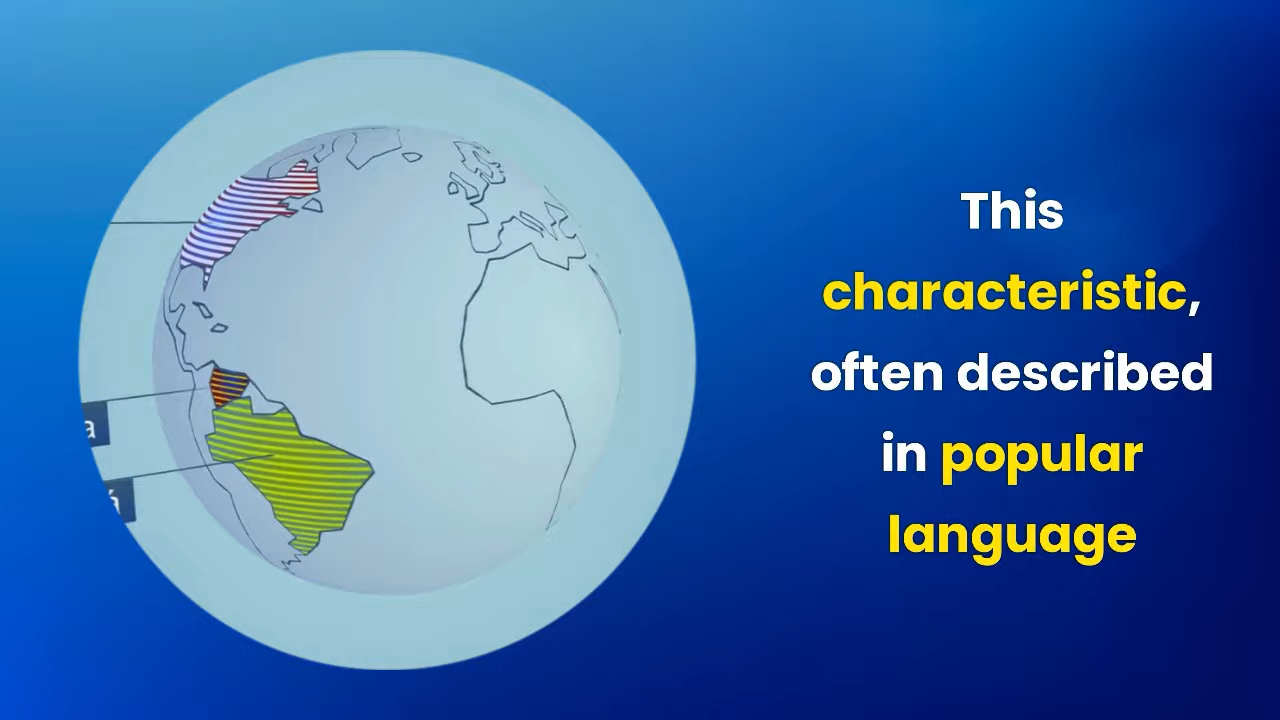 This
characteristic,
often described
in popular
language
a
á